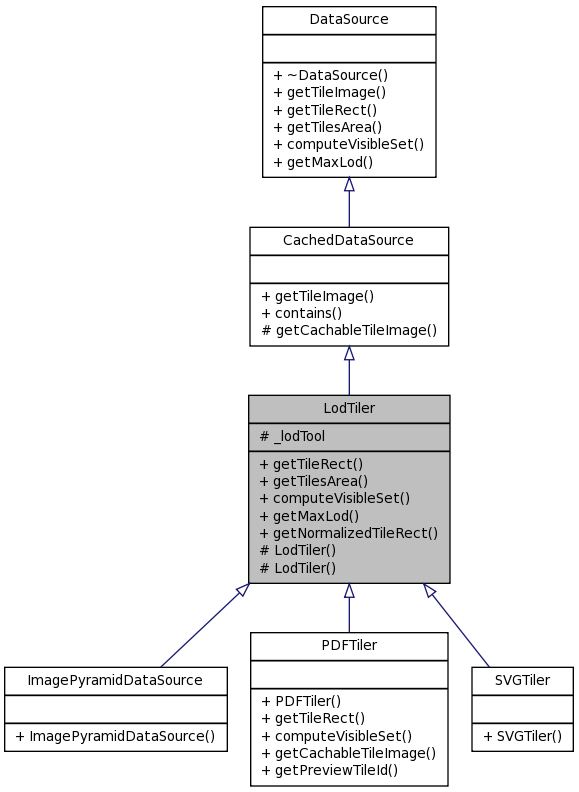 DataSource
+ ~DataSource()
+ getTileImage()
+ getTileRect()
+ getTilesArea()
+ computeVisibleSet()
+ getMaxLod()
CachedDataSource
+ getTileImage()
+ contains()
# getCachableTileImage()
LodTiler
# _lodTool
+ getTileRect()
+ getTilesArea()
+ computeVisibleSet()
+ getMaxLod()
+ getNormalizedTileRect()
# LodTiler()
# LodTiler()
ImagePyramidDataSource
+ ImagePyramidDataSource()
PDFTiler
+ PDFTiler()
+ getTileRect()
+ computeVisibleSet()
+ getCachableTileImage()
+ getPreviewTileId()
SVGTiler
+ SVGTiler()